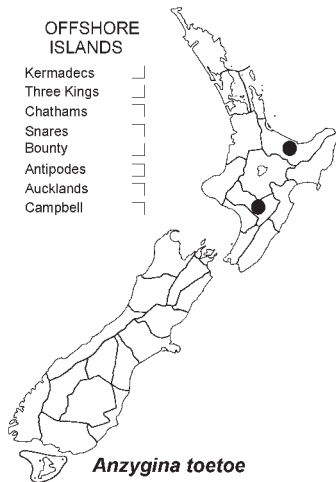 OFFSHORE
ISLANDS
Kermadecs
Three Kings
Chathams
Snares
Bounty
Antipodes
Aucklands
Campbell
Anzygina toetoe